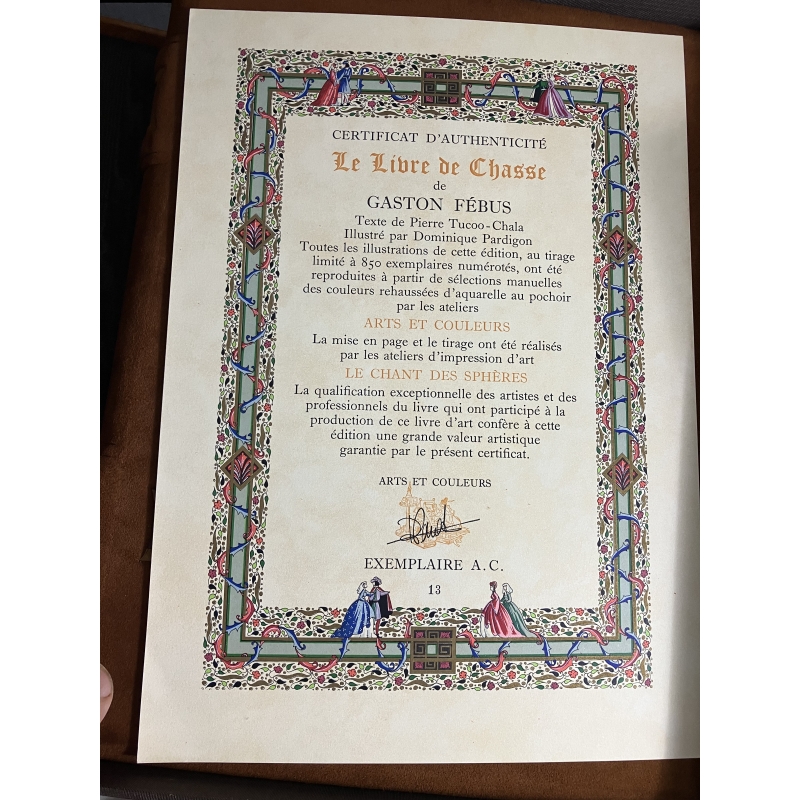 CERTIFICAT D'AUTHENTICITÉ
Le Livre de Chasse
de
GASTON FÉBUS
Texte de Pierre Tucoo-Chala
Illustré par Dominique Pardigon
Toutes les illustrations de cette édition, au tirage
limité à 850 exemplaires numérotés, ont été
reproduites à partir de sélections manuelles
des couleurs rehaussées d'aquarelle au pochoir
par les ateliers
ARTS ET COULEURS
La mise en page et le tirage ont été réalisés
par les ateliers d'impression d'art
LE CHANT DES SPHÈRES
La qualification exceptionnelle des artistes et des
professionnels du livre qui ont participé à la
production de ce livre d'art confère à cette
édition une grande valeur artistique
garantie par le présent certificat.
ARTS ET COULEURS
EXEMPLAIRE A.C.
13